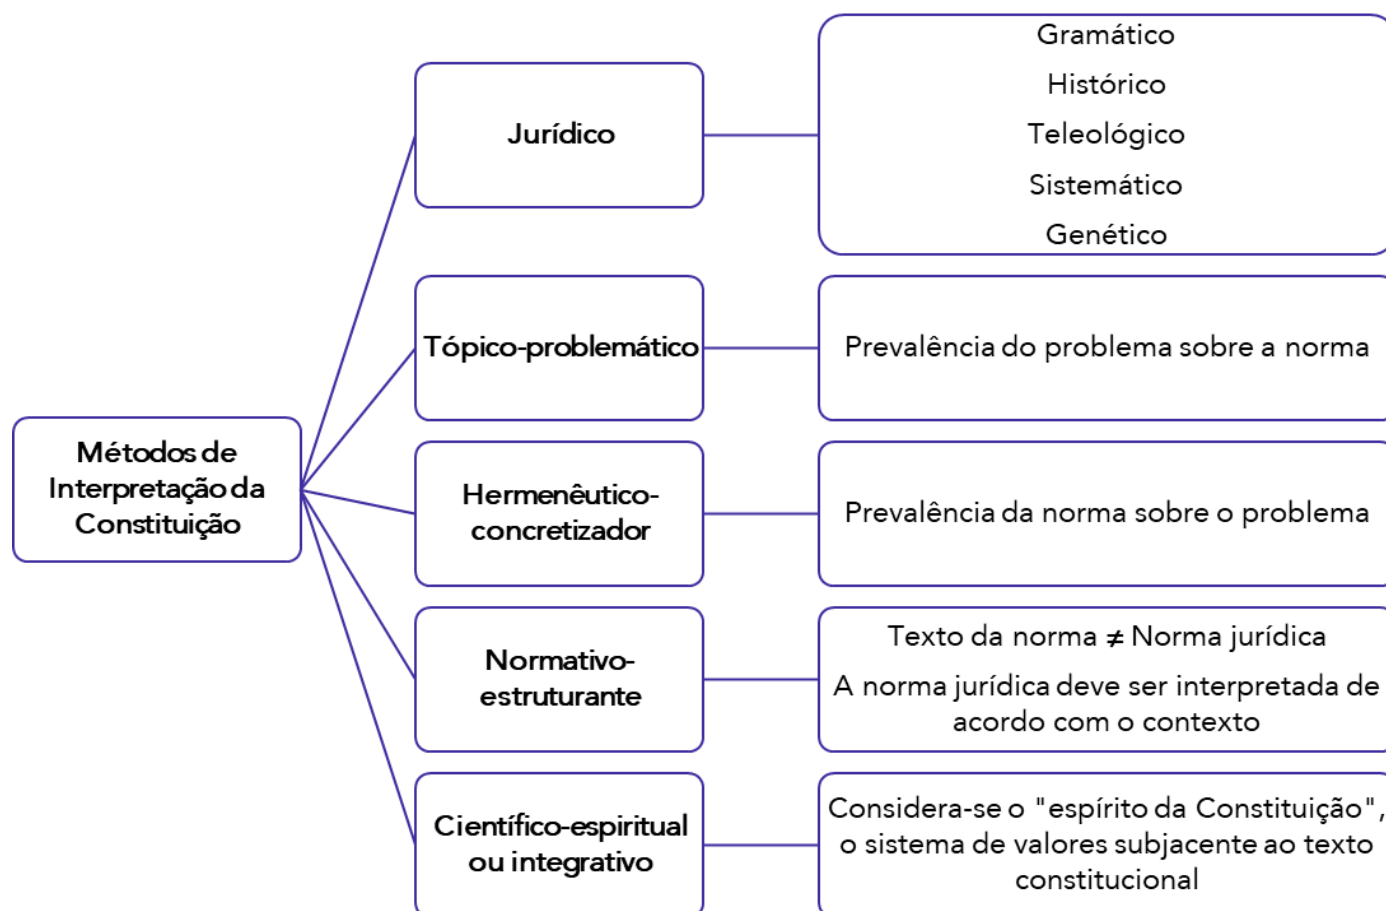 Métodos de
Interpretação da
Constituição
Jurídico
Gramático
Histórico
Teleológico
Sistemático
Genético
Tópico-problemático
Prevalência do problema sobre a norma
Hermenêutico-
concretizador
Prevalência da norma sobre o problema
Normativo-
estruturante
Texto da norma ≠ Norma jurídica
A norma jurídica deve ser interpretada de
acordo com o contexto
Científico-espiritual
ou integrativo
Considera-se o "espírito da Constituição",
o sistema de valores subjacente ao texto
constitucional